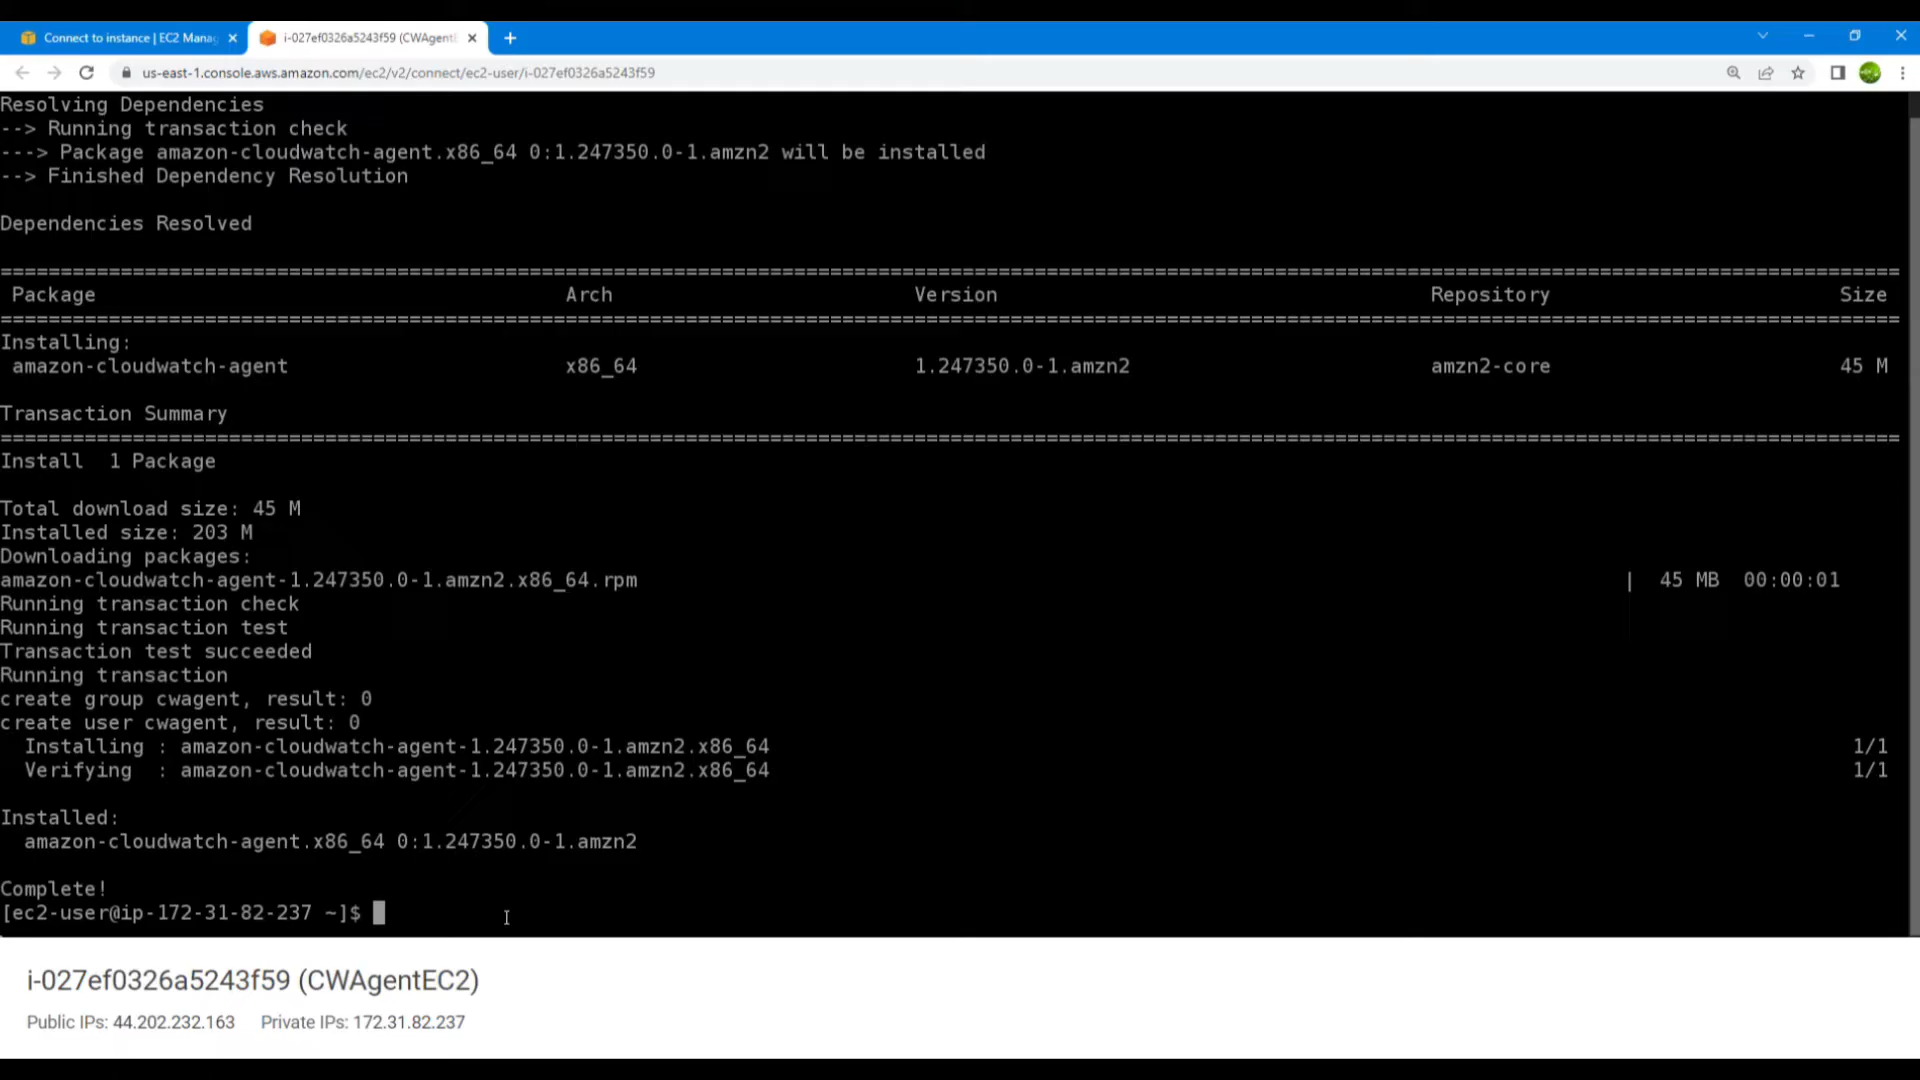 Connect to instance | EC2 Mana
i-027ef0326a5243f59 (CWAgentE
us-east-1.console.aws.amazon.com/ec2/v2/connect/ec2-user/i-027ef0326a5243f59
Resolving Dependencies
--> Running transaction check
---> Package amazon-cloudwatch-agent.x86_64 0:1.247350.0-1.amzn2 will be installed
--> Finished Dependency Resolution
Dependencies Resolved
Package Arch Version Repository Size
Installing:
amazon-cloudwatch-agent x86_64 1.247350.0-1.amzn2 amzn2-core 45 M
Transaction Summary
Install 1 Package
Total download size: 45 M
Installed size: 203 M
Downloading packages:
amazon-cloudwatch-agent-1.247350.0-1.amzn2.x86_64.rpm | 45 MB 00:00:01
Running transaction check
Running transaction test
Transaction test succeeded
Running transaction
create group cwagent, result: 0
create user cwagent, result: 0
Installing : amazon-cloudwatch-agent-1.247350.0-1.amzn2.x86_64 1/1
Verifying : amazon-cloudwatch-agent-1.247350.0-1.amzn2.x86_64 1/1
Installed:
amazon-cloudwatch-agent.x86_64 0:1.247350.0-1.amzn2
Complete!
[ec2-user@ip-172-31-82-237 ~]$
i-027ef0326a5243f59 (CWAgentEC2)
Public IPs: 44.202.232.163 Private IPs: 172.31.82.237